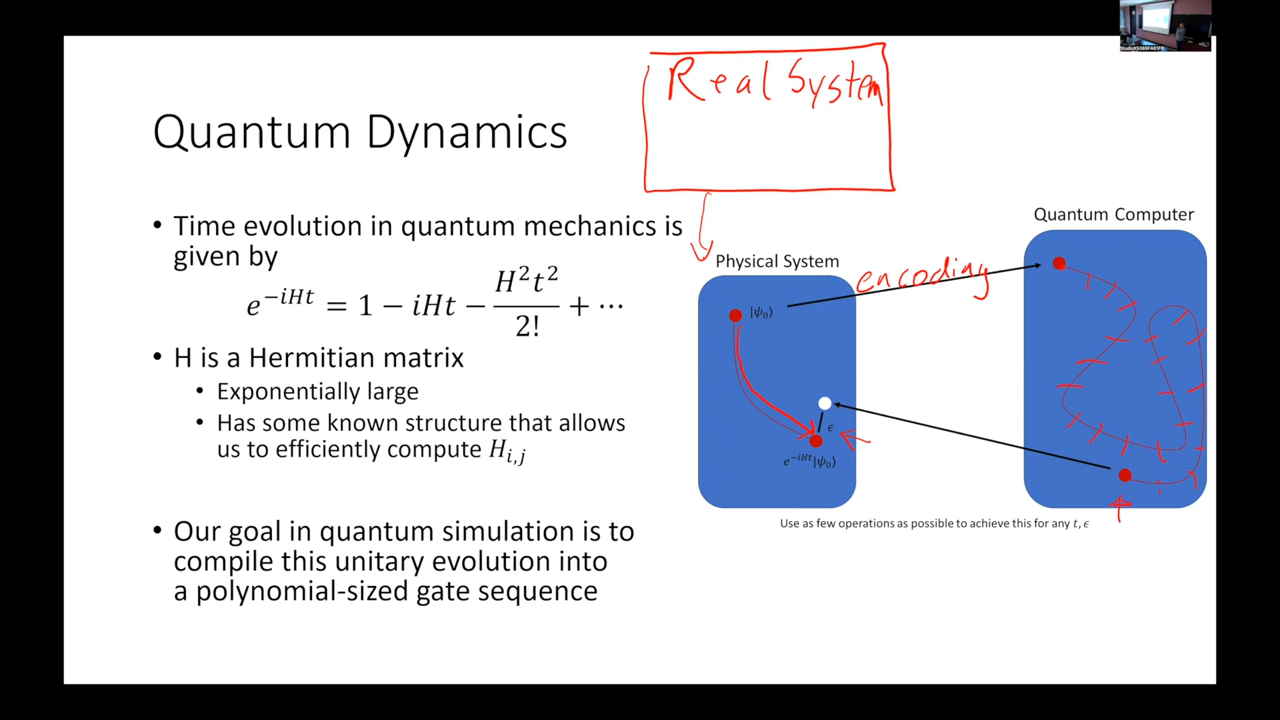 Real System
Quantum Dynamics
• Time evolution in quantum mechanics is
given by
e^{-iHt} = 1 − iHt − \frac{H^2t^2}{2!} + ⋯
• H is a Hermitian matrix
• Exponentially large
• Has some known structure that allows
us to efficiently compute H_{i,j}
• Our goal in quantum simulation is to
compile this unitary evolution into
a polynomial-sized gate sequence
Physical System
|ψ_0⟩
ϵ
e^{-iHt}|ψ_0⟩
encoding
Quantum Computer
Use as few operations as possible to achieve this for any t, ϵ